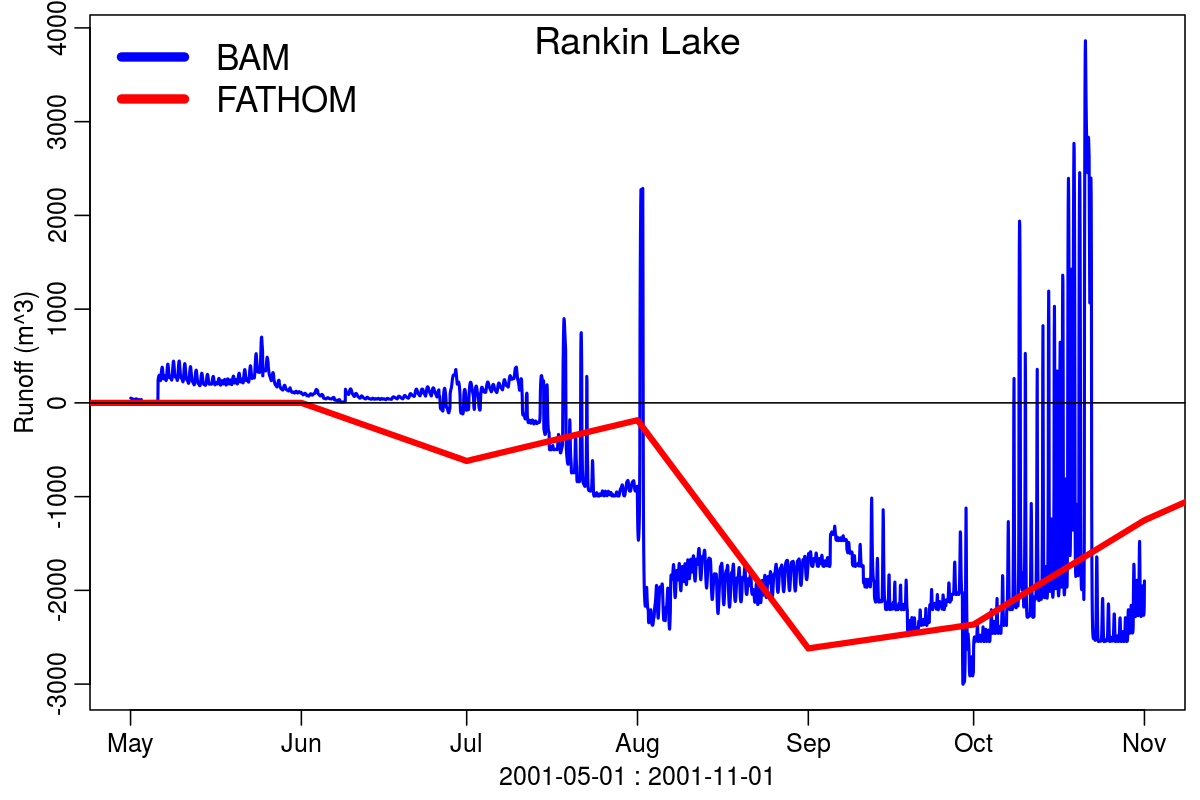 Rankin Lake
BAM
FATHOM
Runoff (m^3)
4000
3000
2000
1000
0
-1000
-2000
-3000
May Jun Jul Aug Sep Oct Nov
2001-05-01 : 2001-11-01